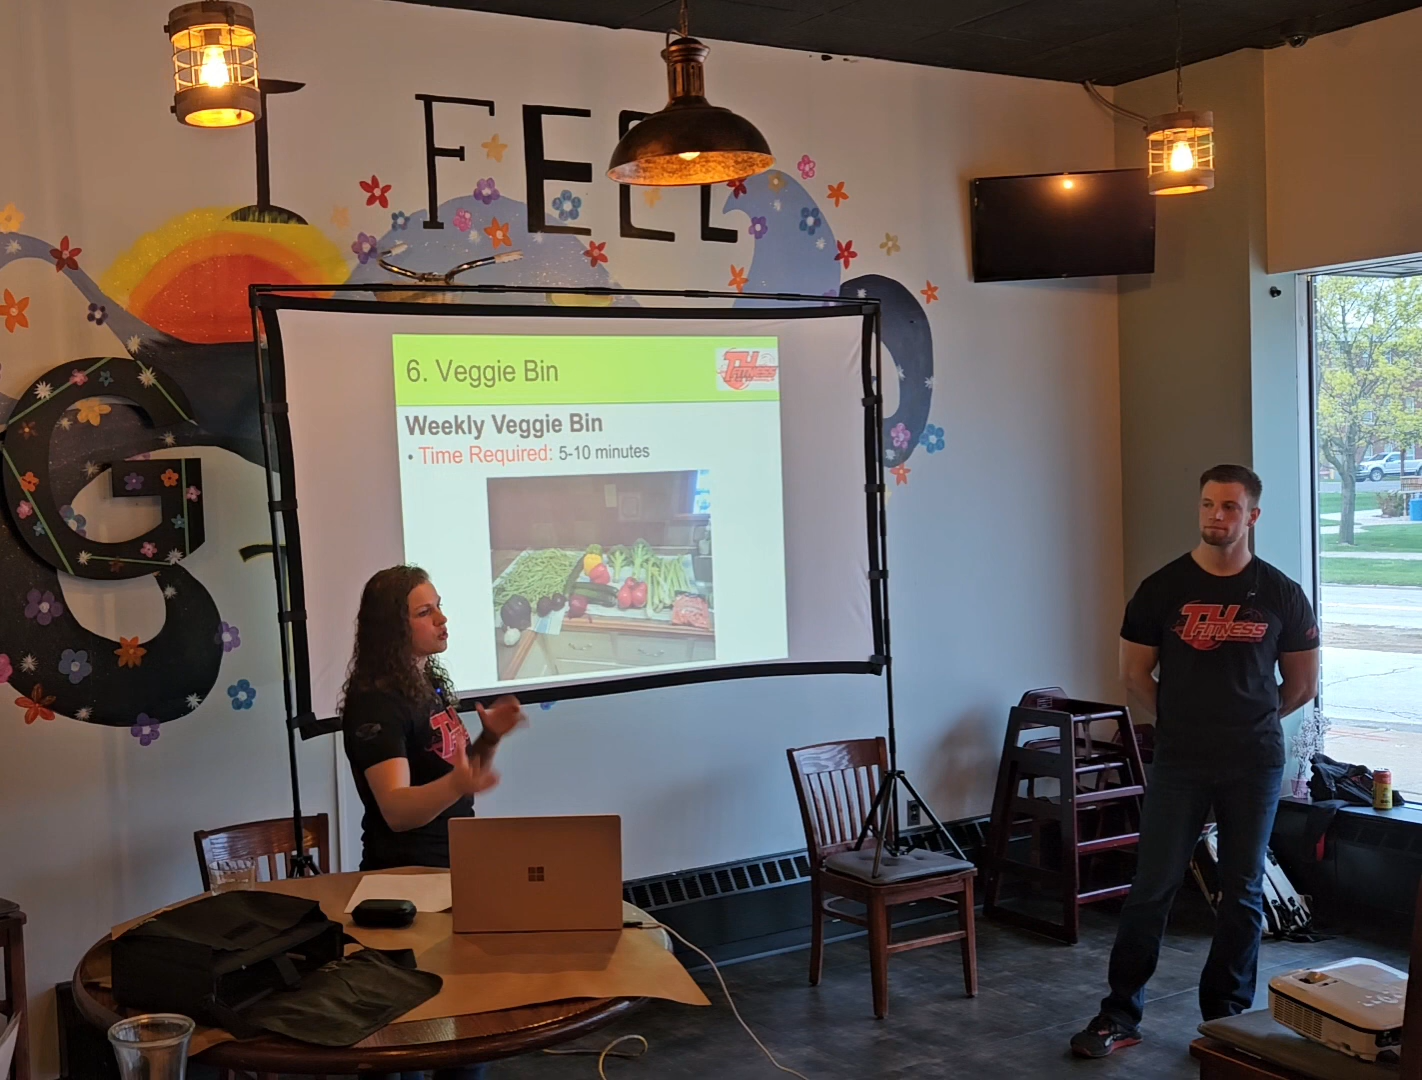 I FEEL
G
6. Veggie Bin
TH
FITNESS
Weekly Veggie Bin
• Time Required: 5-10 minutes
TH
FITNESS